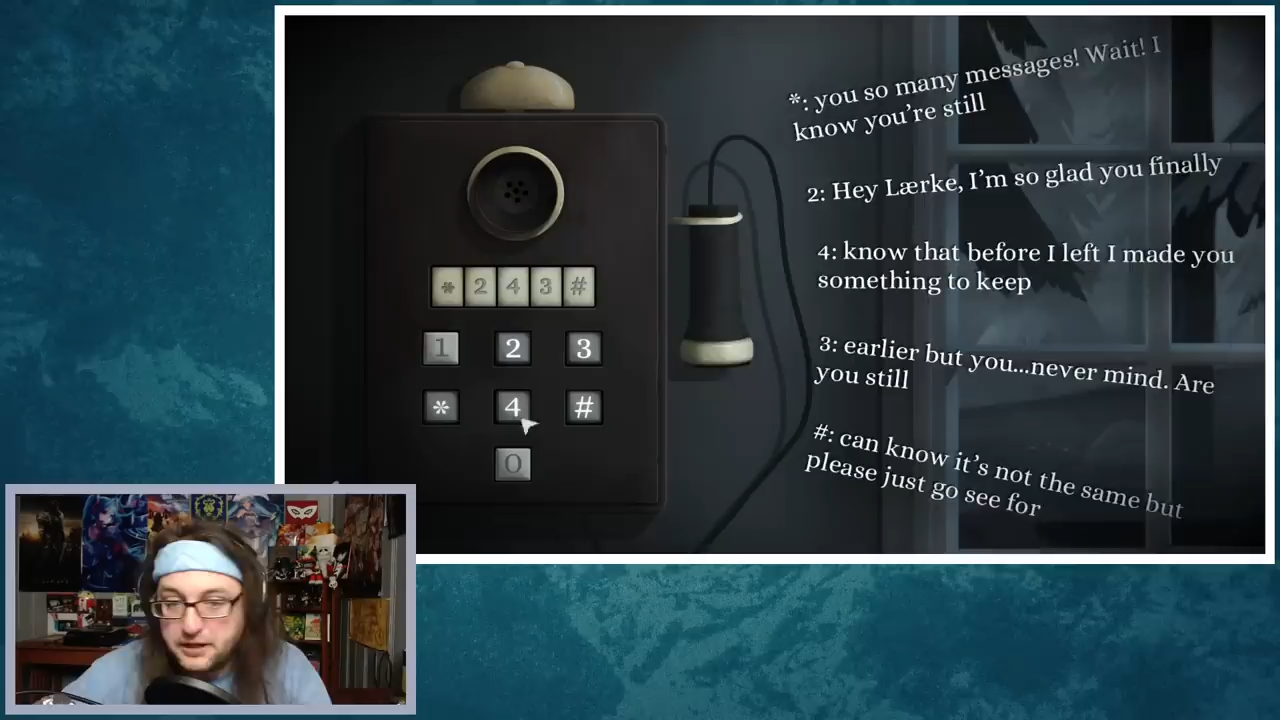 *: you so many messages! Wait! I
know you're still
2: Hey Lærke, I'm so glad you finally
4: know that before I left I made you
something to keep
3: earlier but you...never mind. Are
you still
#: can know it's not the same but
please just go see for
* 2 4 3 #
1 2 3
* 4 #
0